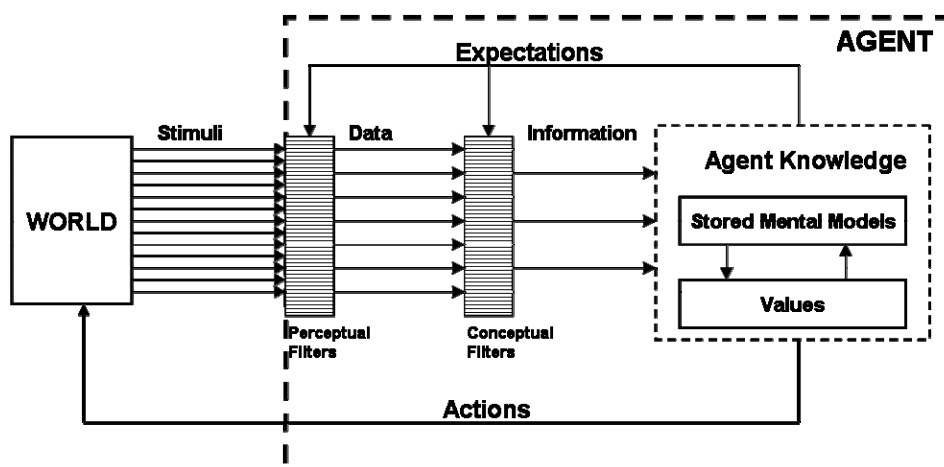 AGENT
Expectations
Stimuli
Data
Information
Agent Knowledge
WORLD
Stored Mental Models
Values
Perceptual
Filters
Conceptual
Filters
Actions